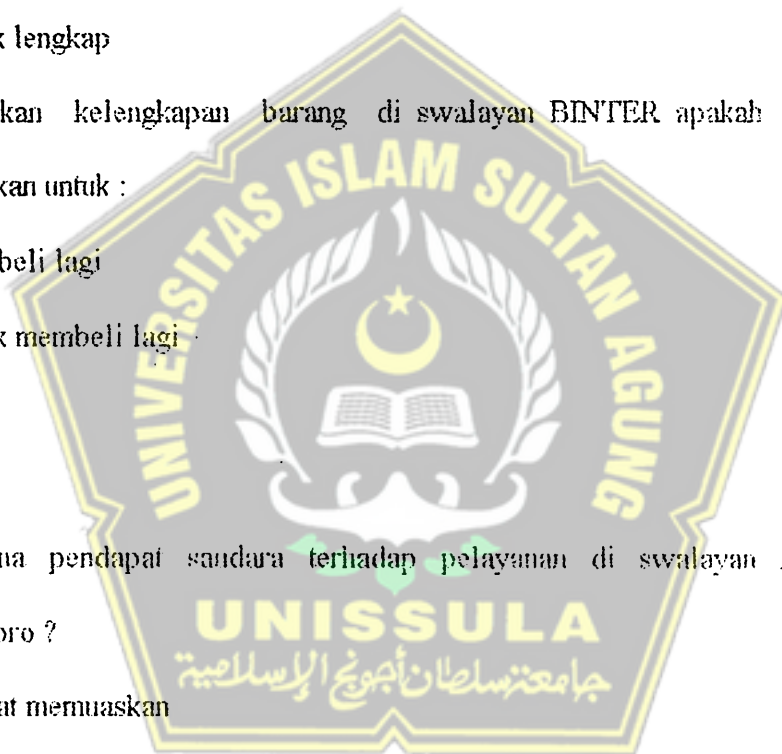 k lengkap
kan kelengkapan barang di swalayan BINTER apakah
kan untuk :
beli lagi
k membeli lagi
UNIVERSITAS ISLAM SULTAN AGUNG
na pendapat saudara terhadap pelayanan di swalayan
oro ?
UNISSULA
جامعة سلطان أجونج الإسلامية
at memuaskan